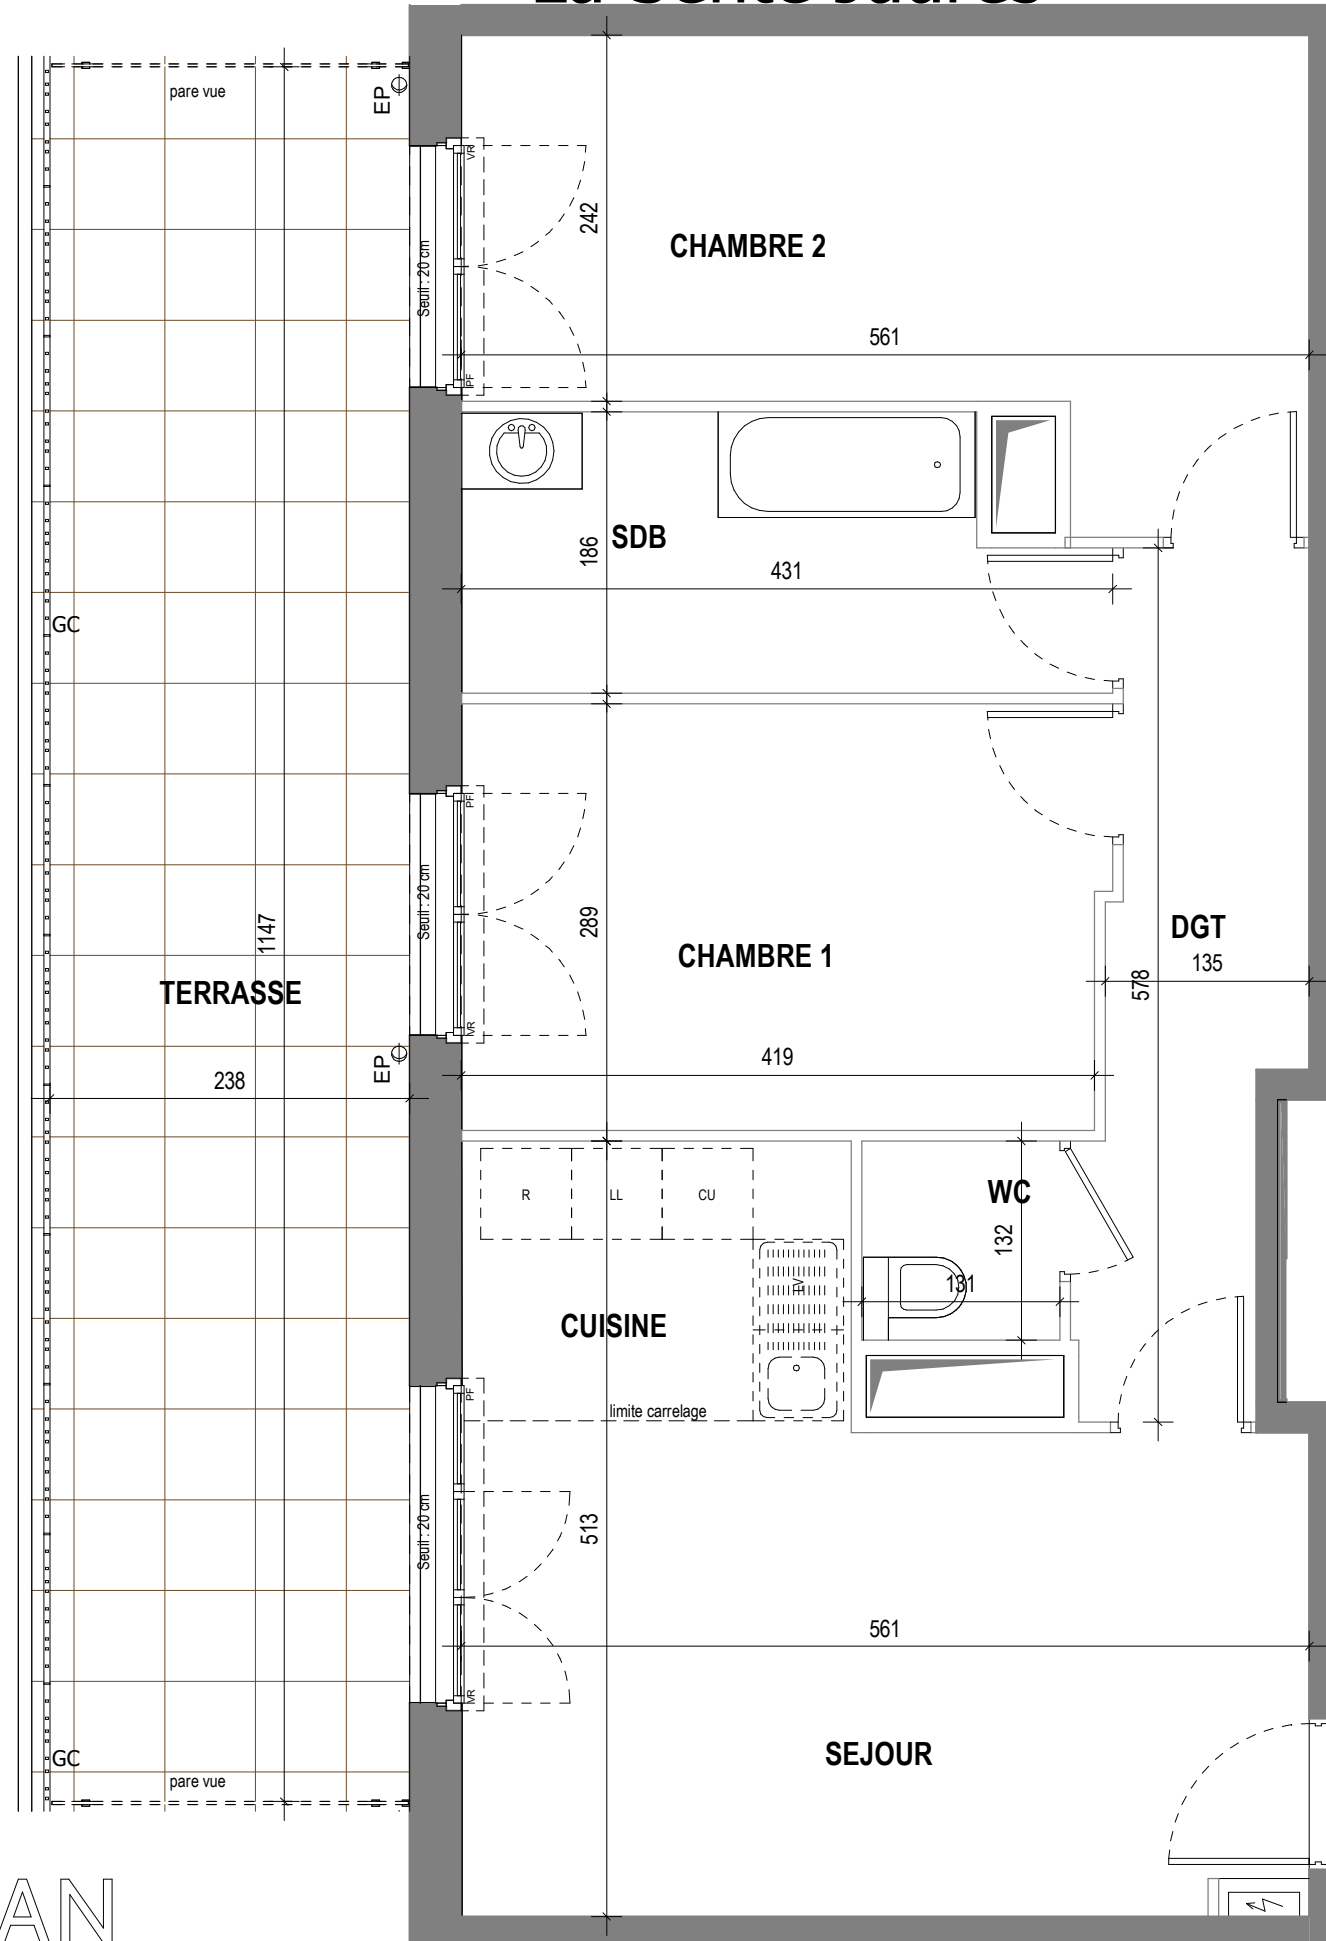 pare vue
EP
VR
242
Seuil : 20 cm
CHAMBRE 2
561
PF
SDB
186
431
GC
PF
289
Seuil : 20 cm
DGT
1147
CHAMBRE 1
135
TERRASSE
578
VR
419
EP
238
R
LL
CU
WC
132
LV
131
CUISINE
PF
limite carrelage
513
Seuil : 20 cm
561
VR
SEJOUR
GC
pare vue
AN